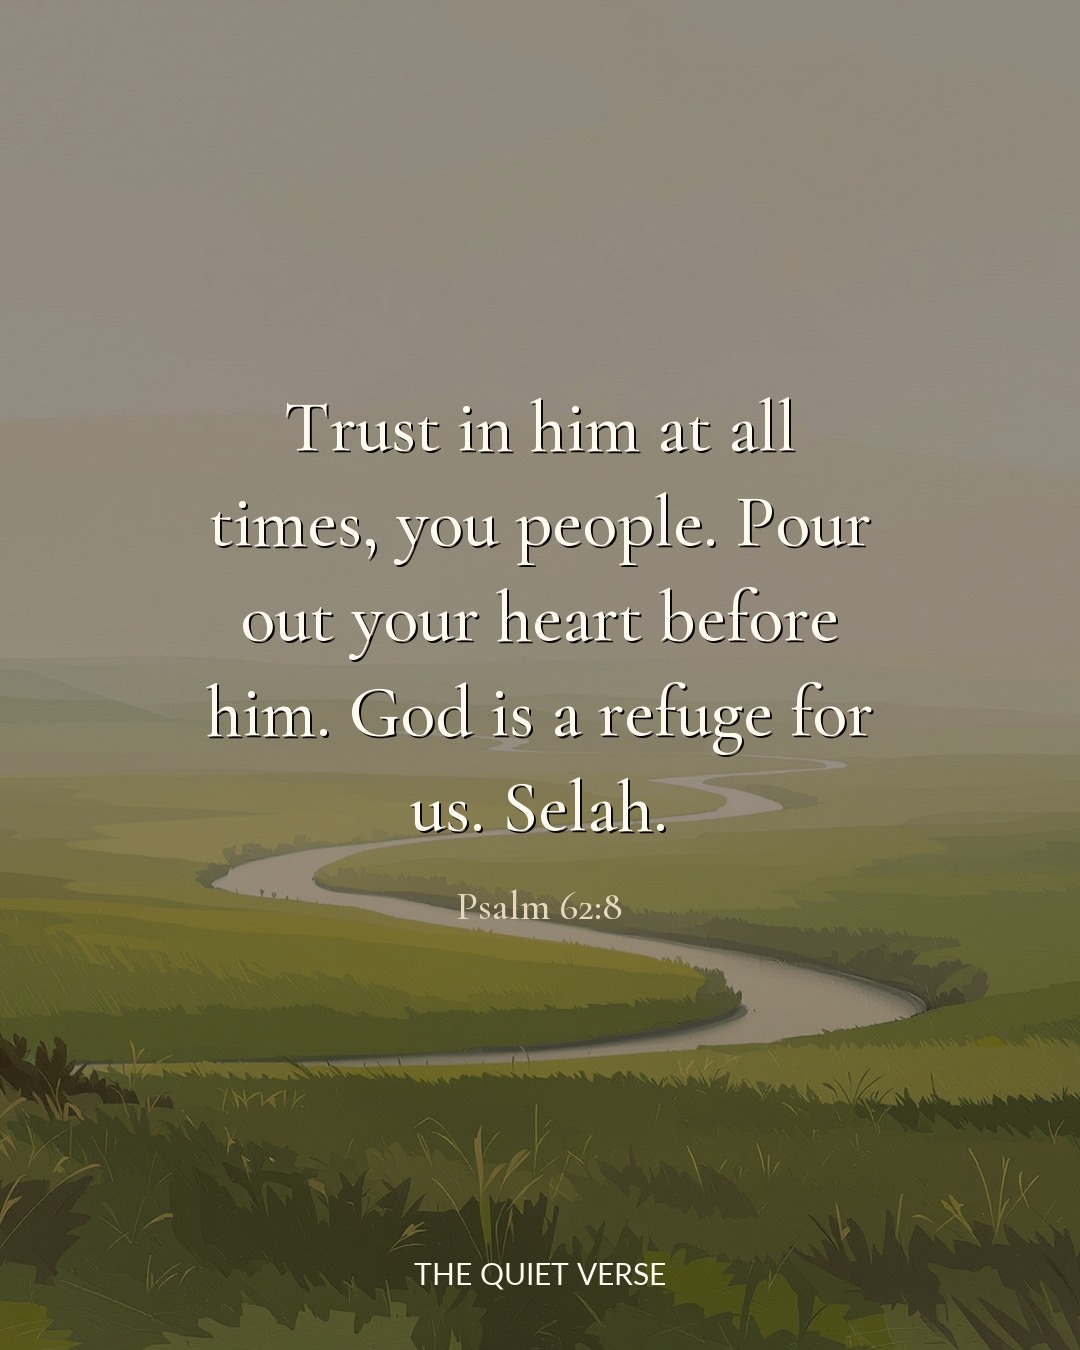 Trust in him at all
times, you people. Pour
out your heart before
him. God is a refuge for
us. Selah.
Psalm 62:8
THE QUIET VERSE